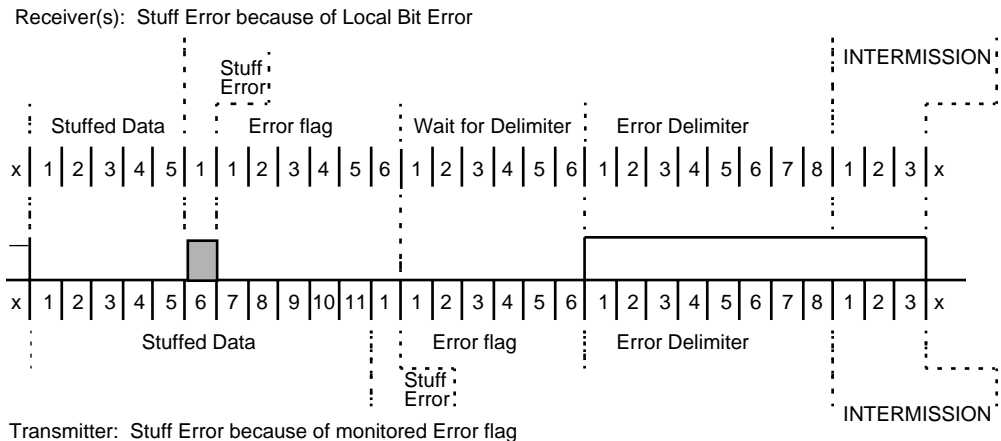 Receiver(s): Stuff Error because of Local Bit Error
INTERMISSION
Stuff
Error
Stuffed Data
Error flag
Wait for Delimiter
Error Delimiter
x 1 2 3 4 5 1 1 2 3 4 5 6 1 2 3 4 5 6 1 2 3 4 5 6 7 8 1 2 3 x
x 1 2 3 4 5 6 7 8 9 10 11 1 1 2 3 4 5 6 1 2 3 4 5 6 7 8 1 2 3 x
Stuffed Data
Error flag
Error Delimiter
Stuff
Error
INTERMISSION
Transmitter: Stuff Error because of monitored Error flag